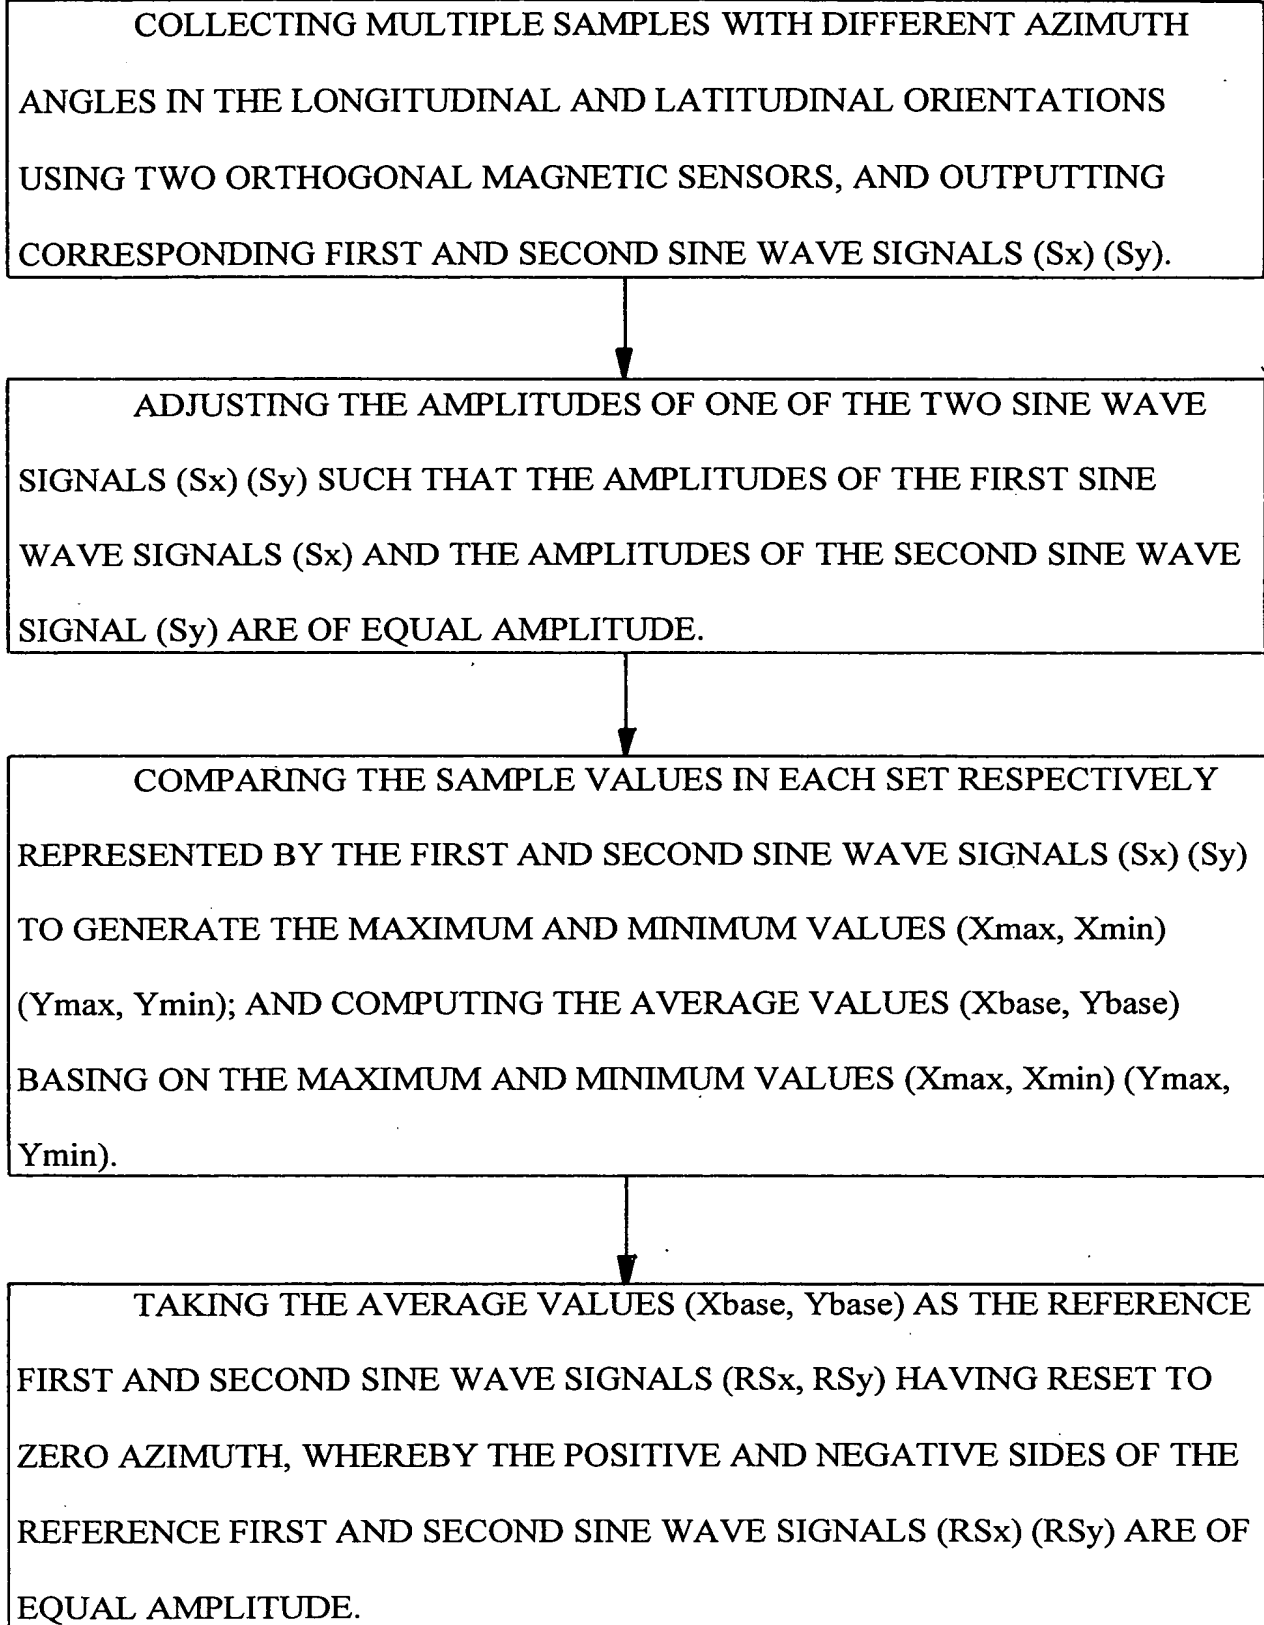 COLLECTING MULTIPLE SAMPLES WITH DIFFERENT AZIMUTH
ANGLES IN THE LONGITUDINAL AND LATITUDINAL ORIENTATIONS
USING TWO ORTHOGONAL MAGNETIC SENSORS, AND OUTPUTTING
CORRESPONDING FIRST AND SECOND SINE WAVE SIGNALS (Sx) (Sy).
ADJUSTING THE AMPLITUDES OF ONE OF THE TWO SINE WAVE
SIGNALS (Sx) (Sy) SUCH THAT THE AMPLITUDES OF THE FIRST SINE
WAVE SIGNALS (Sx) AND THE AMPLITUDES OF THE SECOND SINE WAVE
SIGNAL (Sy) ARE OF EQUAL AMPLITUDE.
COMPARING THE SAMPLE VALUES IN EACH SET RESPECTIVELY
REPRESENTED BY THE FIRST AND SECOND SINE WAVE SIGNALS (Sx) (Sy)
TO GENERATE THE MAXIMUM AND MINIMUM VALUES (Xmax, Xmin)
(Ymax, Ymin); AND COMPUTING THE AVERAGE VALUES (Xbase, Ybase)
BASING ON THE MAXIMUM AND MINIMUM VALUES (Xmax, Xmin) (Ymax,
Ymin).
TAKING THE AVERAGE VALUES (Xbase, Ybase) AS THE REFERENCE
FIRST AND SECOND SINE WAVE SIGNALS (RSx, RSy) HAVING RESET TO
ZERO AZIMUTH, WHEREBY THE POSITIVE AND NEGATIVE SIDES OF THE
REFERENCE FIRST AND SECOND SINE WAVE SIGNALS (RSx) (RSy) ARE OF
EQUAL AMPLITUDE.